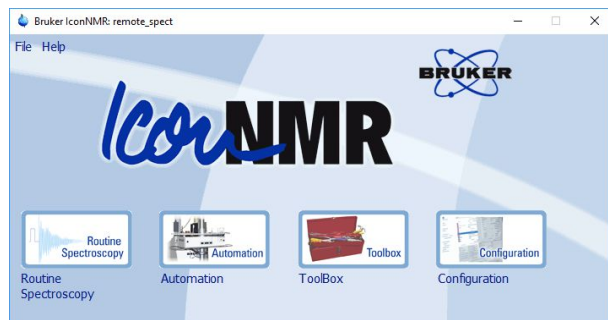 Bruker IconNMR: remote_spect
File Help
BRUKER
IconNMR
Routine
Spectroscopy
Automation
Toolbox
Configuration
Routine
Spectroscopy
Automation
ToolBox
Configuration